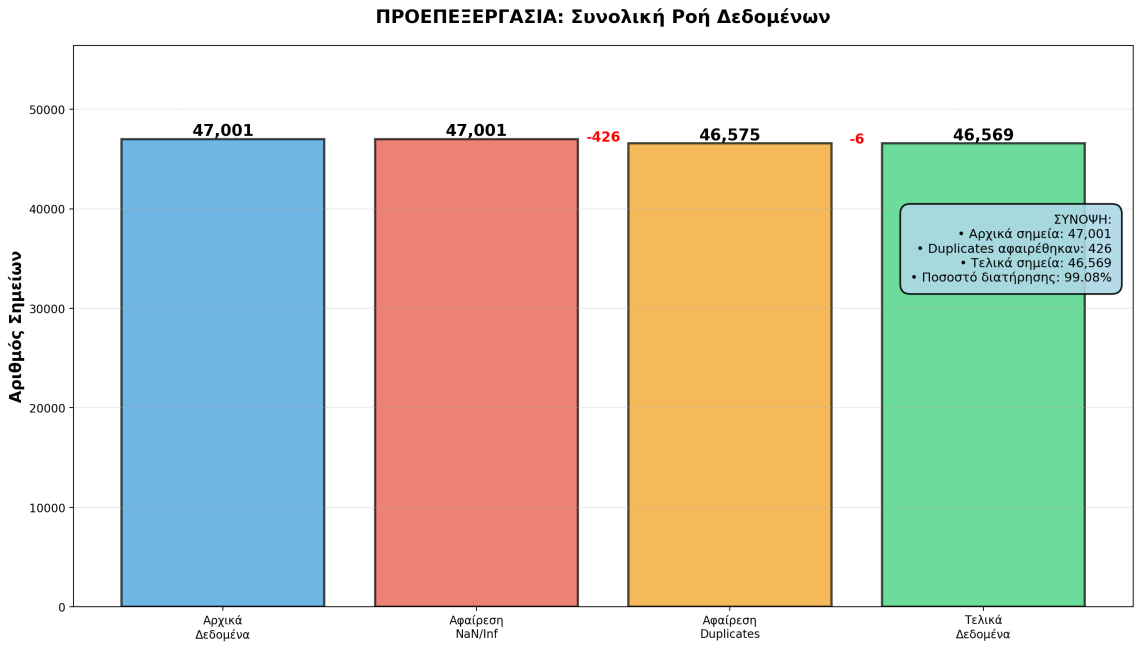 ΠΡΟΕΠΕΞΕΡΓΑΣΙΑ: Συνολική Ροή Δεδομένων
Αριθμός Σημείων
50000
40000
30000
20000
10000
0
47,001
47,001
-426
46,575
-6
46,569
ΣΥΝΟΨΗ:
• Αρχικά σημεία: 47,001
• Duplicates αφαιρέθηκαν: 426
• Τελικά σημεία: 46,569
• Ποσοστό διατήρησης: 99.08%
Αρχικά
Δεδομένα
Αφαίρεση
NaN/Inf
Αφαίρεση
Duplicates
Τελικά
Δεδομένα